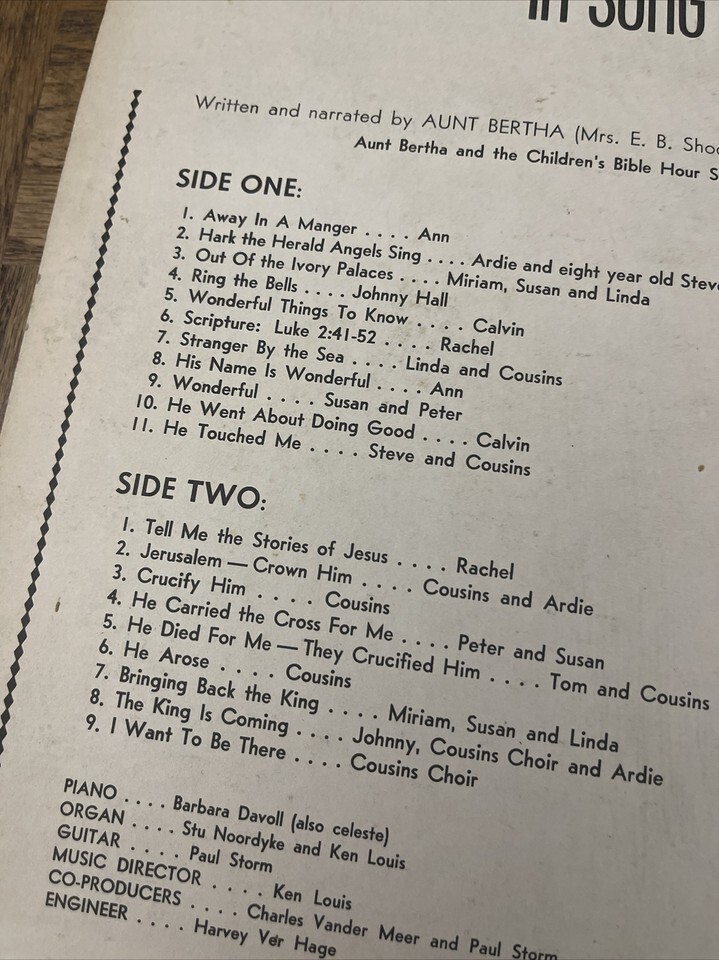 in Song
Written and narrated by AUNT BERTHA (Mrs. E. B.
Aunt Bertha and the Children's Bible Hour
SIDE ONE:
1. Away In A Manger . . . . Ann
2. Hark the Herald Angels Sing . . . . Ardie and eight year old
3. Out Of the Ivory Palaces . . . . Miriam, Susan and Linda
4. Ring the Bells . . . . Johnny Hall
5. Wonderful Things To Know . . . . Calvin
6. Scripture: Luke 2:41-52 . . . . Rachel
7. Stranger By the Sea . . . . Linda and Cousins
8. His Name Is Wonderful . . . . Ann
9. Wonderful . . . . Susan and Peter
10. He Went About Doing Good . . . . Calvin
11. He Touched Me . . . . Steve and Cousins
SIDE TWO:
1. Tell Me the Stories of Jesus . . . . Rachel
2. Jerusalem — Crown Him . . . . Cousins and Ardie
3. Crucify Him . . . . Cousins
4. He Carried the Cross For Me . . . . Peter and Susan
5. He Died For Me — They Crucified Him . . . . Tom and Cousins
6. He Arose . . . . Cousins
7. Bringing Back the King . . . . Miriam, Susan and Linda
8. The King Is Coming . . . . Johnny, Cousins Choir and Ardie
9. I Want To Be There . . . . Cousins Choir
PIANO . . . . Barbara Davoll (also celeste)
ORGAN . . . . Stu Noordyke and Ken Louis
GUITAR . . . . Paul Storm
MUSIC DIRECTOR . . . . Ken Louis
CO-PRODUCERS . . . . Charles Vander Meer and Paul Storm
ENGINEER . . . . Harvey Ver Hage